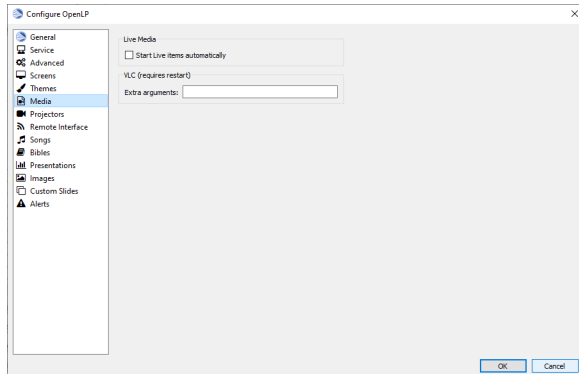 Configure OpenLP
General
Service
Advanced
Screens
Themes
Media
Projectors
Remote Interface
Songs
Bibles
Presentations
Images
Custom Slides
Alerts
Live Media
Start Live items automatically
VLC (requires restart)
Extra arguments:
OK
Cancel